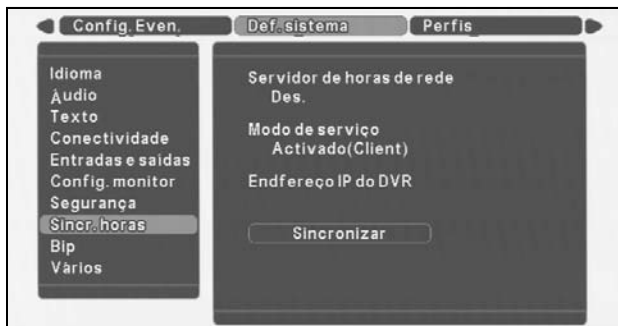 Config. Even. Def. sistema Perfis
Idioma
Áudio
Texto
Conectividade
Entradas e saidas
Config. monitor
Segurança
Sincr. horas
Bip
Vários
Servidor de horas de rede
Des.
Modo de serviço
Activado(Client)
Endfereço IP do DVR
Sincronizar